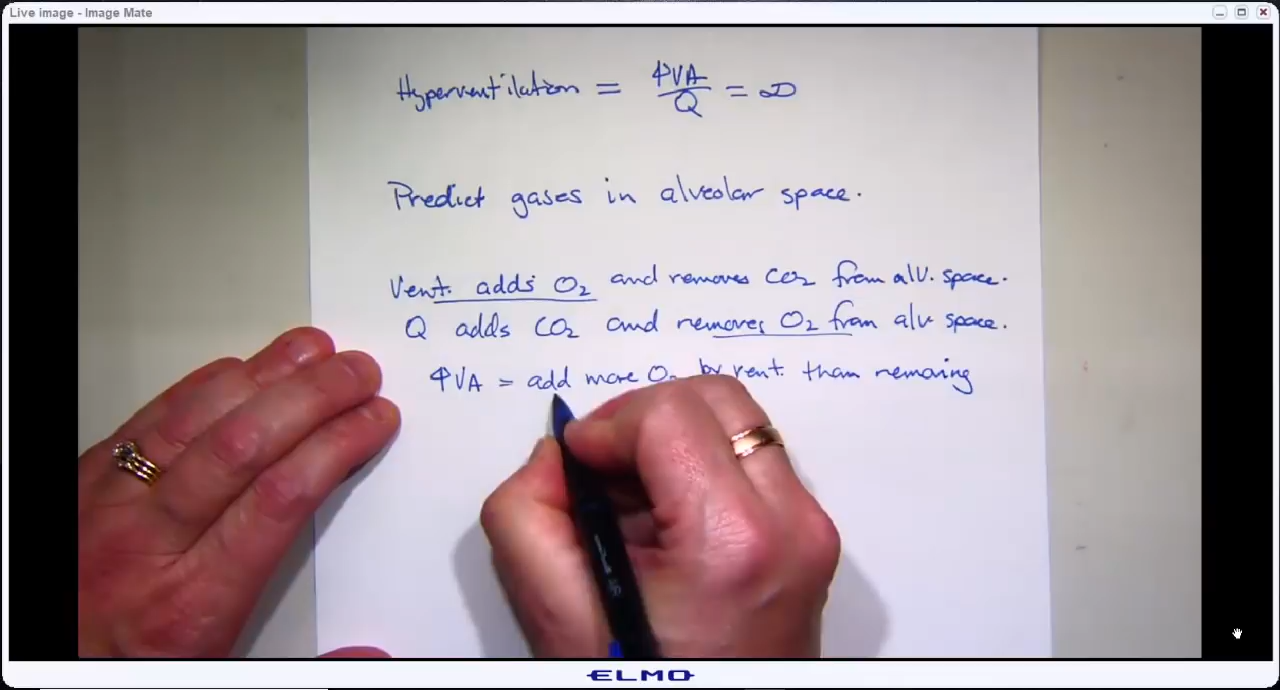 Live image - Image Mate
Hyperventilation = ↑VA/Q = ∞
Predict gases in alveolar space.
Vent. adds O₂ and removes CO₂ from alv. space.
Q adds CO₂ and removes O₂ from alv. space.
↑VA = add more O₂ by vent. than removing
ELMO